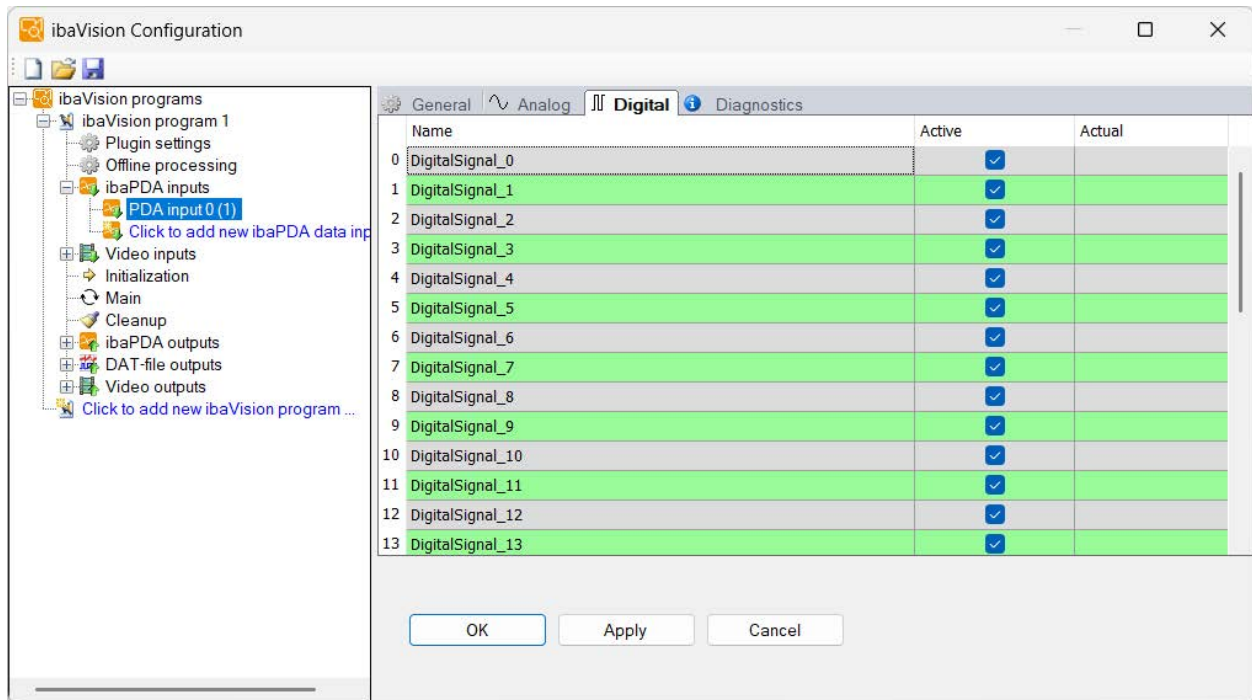 ibaVision Configuration
ibaVision programs
ibaVision program 1
Plugin settings
Offline processing
ibaPDA inputs
PDA input 0 (1)
Click to add new ibaPDA data inp
Video inputs
Initialization
Main
Cleanup
ibaPDA outputs
DAT-file outputs
Video outputs
Click to add new ibaVision program ...
General Analog Digital Diagnostics
Name Active Actual
0 DigitalSignal_0
1 DigitalSignal_1
2 DigitalSignal_2
3 DigitalSignal_3
4 DigitalSignal_4
5 DigitalSignal_5
6 DigitalSignal_6
7 DigitalSignal_7
8 DigitalSignal_8
9 DigitalSignal_9
10 DigitalSignal_10
11 DigitalSignal_11
12 DigitalSignal_12
13 DigitalSignal_13
OK Apply Cancel